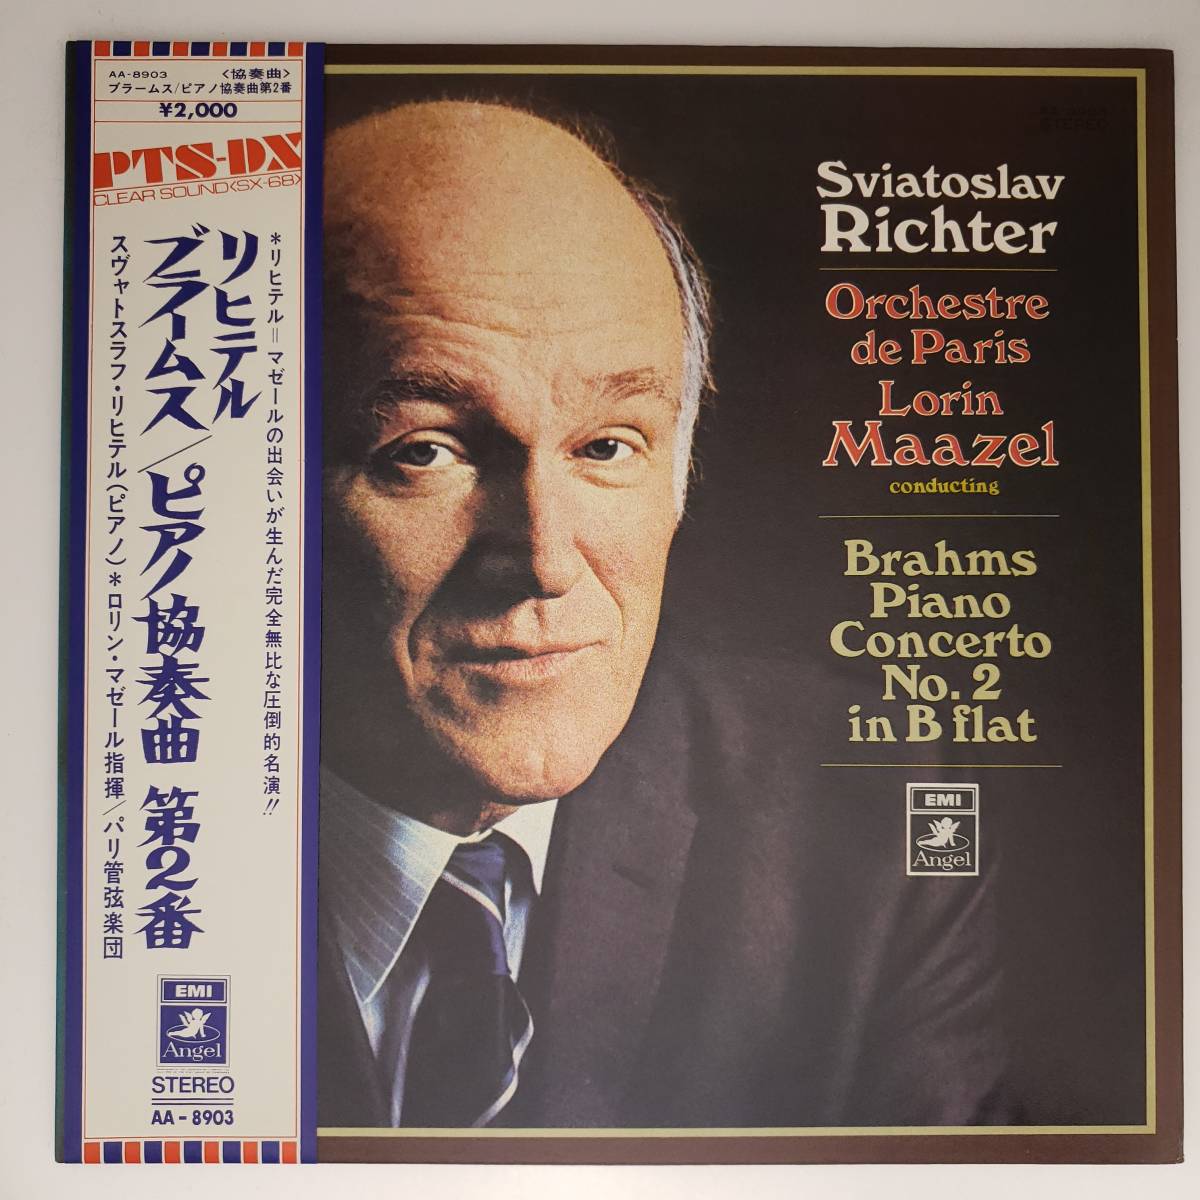 AA-8903 〈協奏曲〉
ブラームス/ピアノ協奏曲第2番
¥2,000
PTS-DX
CLEAR SOUND〈SX-68〉
*リヒテル=マゼールの出会いが生んだ完全無比な圧倒的名演!!
リヒテル
ブラームス/ピアノ協奏曲 第2番
スヴャトスラフ・リヒテル(ピアノ)*ロリン・マゼール指揮/パリ管弦楽団
EMI
Angel
STEREO
AA-8903
AA-8903
STEREO
Sviatoslav
Richter
Orchestre
de Paris
Lorin
Maazel
conducting
Brahms
Piano
Concerto
No. 2
in B flat
EMI
Angel